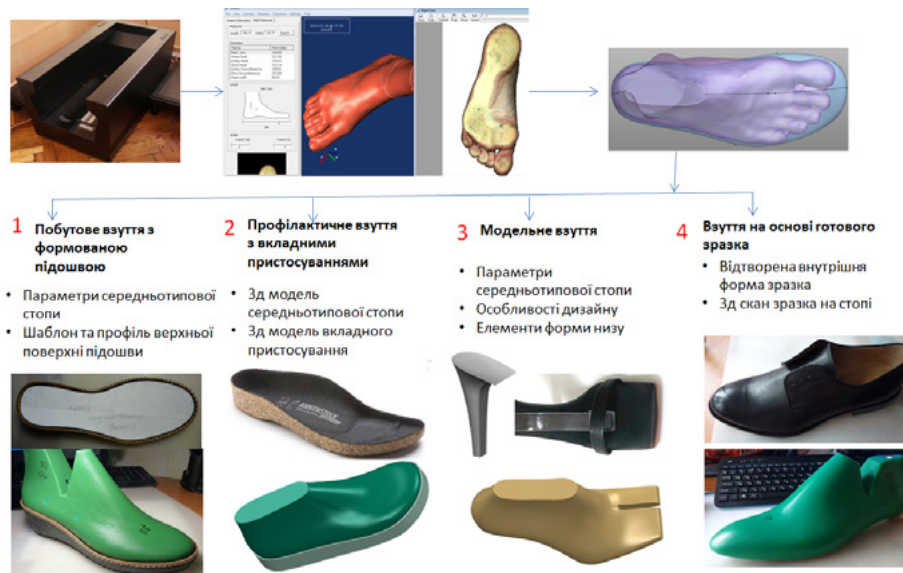 1
Побутове взуття з
формованою
підошвою
• Параметри середньотипової
стопи
• Шаблон та профіль верхньої
поверхні підошви
2
Профілактичне взуття
з вкладними
пристосуваннями
• 3д модель
середньотипової стопи
• 3д модель вкладного
пристосування
3
Модельне взуття
• Параметри
середньотипової стопи
• Особливості дизайну
• Елементи форми низу
4
Взуття на основі готового
зразка
• Відтворена внутрішня
форма зразка
• 3д скан зразка на стопі